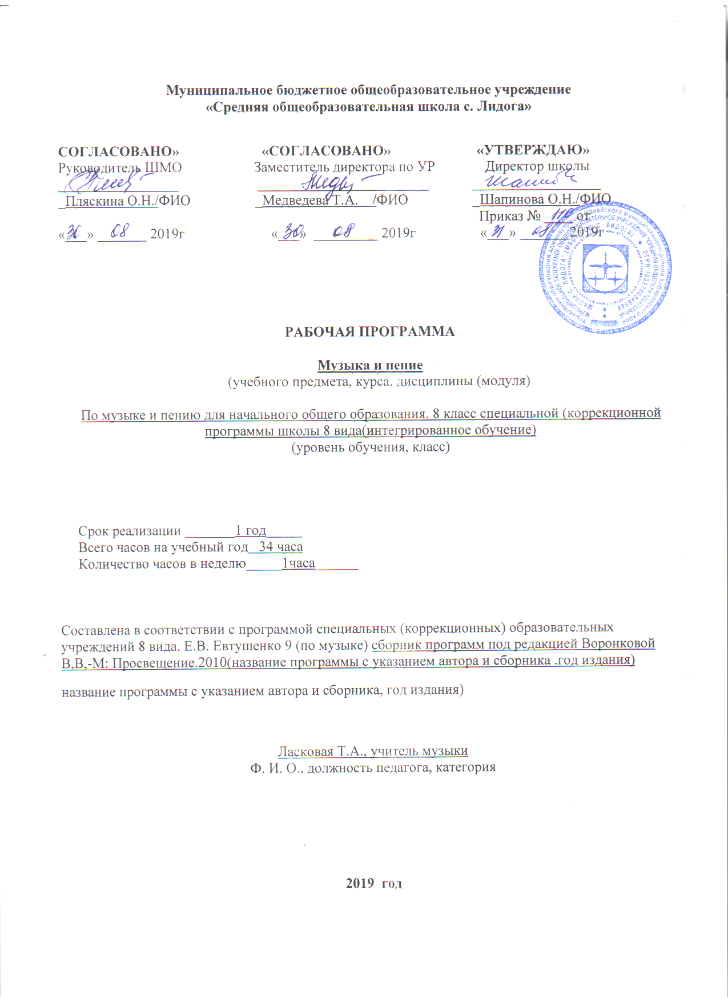 Муниципальное бюджетное общеобразовательное учреждение
«Средняя общеобразовательная школа с. Лидога»
СОГЛАСОВАНО» «СОГЛАСОВАНО» «УТВЕРЖДАЮ»
Руководитель ШМО Заместитель директора по УР Директор школы
Пляскина О.Н./ФИО Медведева Т.А. /ФИО Шапинова О.Н./ФИО
Приказ № 110 от
«30» 08 2019г «30» 08 2019г «31» 08 2019г
РАБОЧАЯ ПРОГРАММА
Музыка и пение
(учебного предмета, курса, дисциплины (модуля)
По музыке и пению для начального общего образования. 8 класс специальной (коррекционной
программы школы 8 вида(интегрированное обучение)
(уровень обучения, класс)
Срок реализации 1 год
Всего часов на учебный год 34 часа
Количество часов в неделю 1часа
Составлена в соответствии с программой специальных (коррекционных) образовательных
учреждений 8 вида. Е.В. Евтушенко 9 (по музыке) сборник программ под редакцией Воронковой
В.В,-М: Просвещение.2010(название программы с указанием автора и сборника .год издания)
название программы с указанием автора и сборника, год издания)
Ласковая Т.А., учитель музыки
Ф. И. О., должность педагога, категория
2019 год